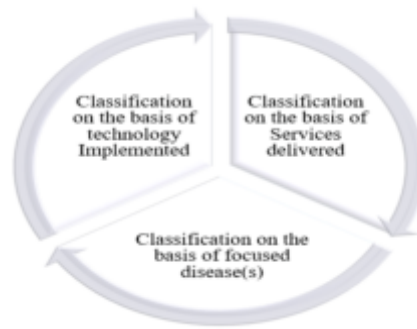 Classification
on the basis of
technology
Implemented
Classification
on the basis of
Services
delivered
Classification on the
basis of focused
disease(s)